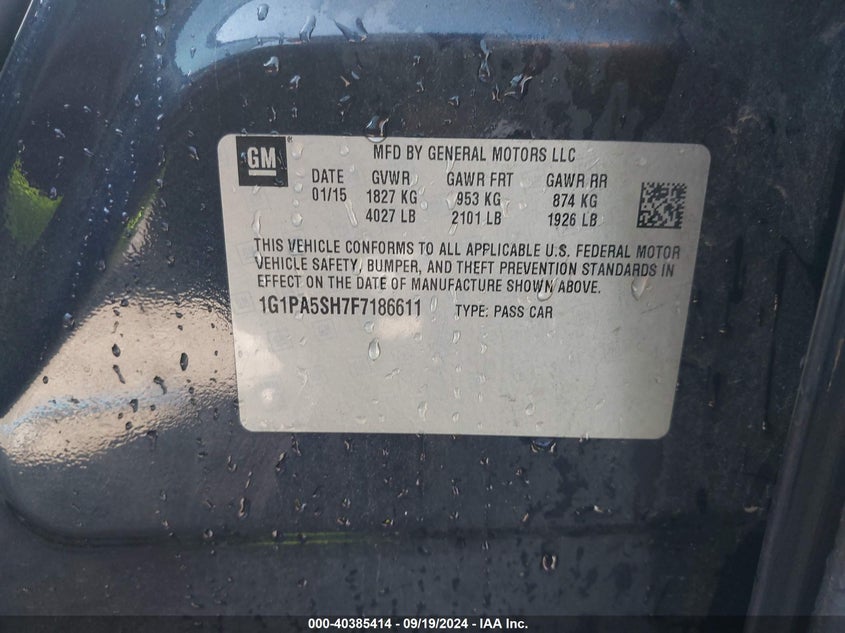 GM
MFD BY GENERAL MOTORS LLC
DATE GVWR GAWR FRT GAWR RR
01/15 1827 KG 953 KG 874 KG
4027 LB 2101 LB 1926 LB
THIS VEHICLE CONFORMS TO ALL APPLICABLE U.S. FEDERAL MOTOR
VEHICLE SAFETY, BUMPER, AND THEFT PREVENTION STANDARDS IN
EFFECT ON THE DATE OF MANUFACTURE SHOWN ABOVE.
1G1PA5SH7F7186611 TYPE: PASS CAR
000-40385414 - 09/19/2024 - IAA Inc.